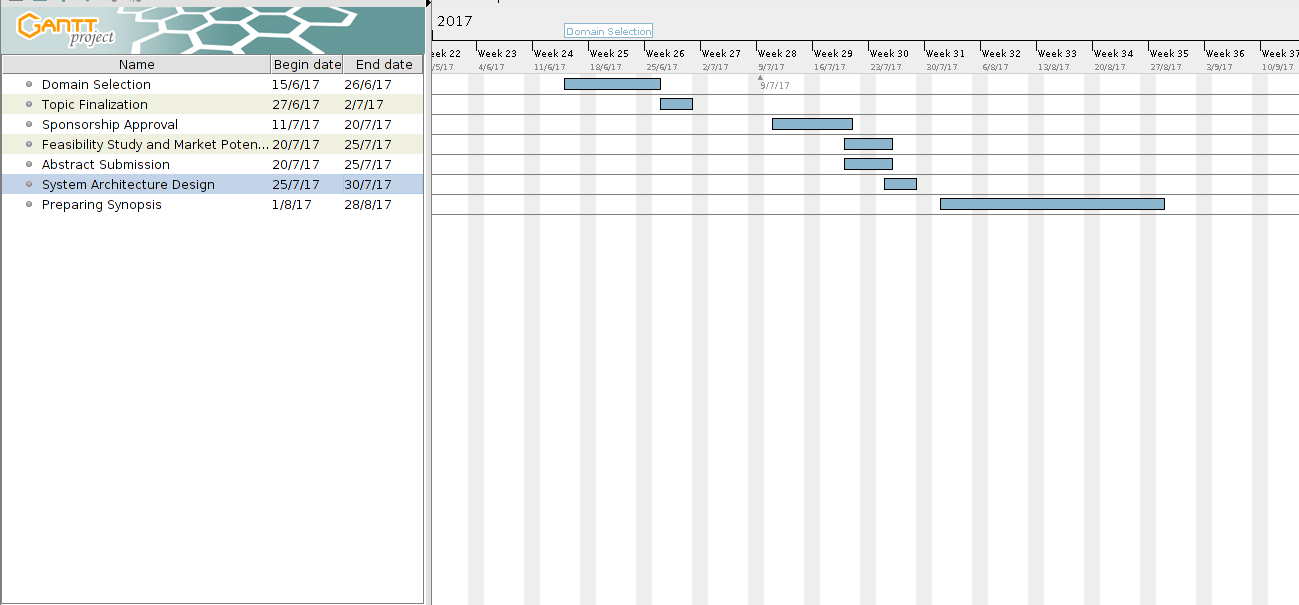 GANTT
project
Name Begin date End date
Domain Selection 15/6/17 26/6/17
Topic Finalization 27/6/17 2/7/17
Sponsorship Approval 11/7/17 20/7/17
Feasibility Study and Market Poten... 20/7/17 25/7/17
Abstract Submission 20/7/17 25/7/17
System Architecture Design 25/7/17 30/7/17
Preparing Synopsis 1/8/17 28/8/17
2017
Domain Selection
eek 22 Week 23 Week 24 Week 25 Week 26 Week 27 Week 28 Week 29 Week 30 Week 31 Week 32 Week 33 Week 34 Week 35 Week 36 Week 37
/5/17 4/6/17 11/6/17 18/6/17 25/6/17 2/7/17 9/7/17 16/7/17 23/7/17 30/7/17 6/8/17 13/8/17 20/8/17 27/8/17 3/9/17 10/9/17
9/7/17